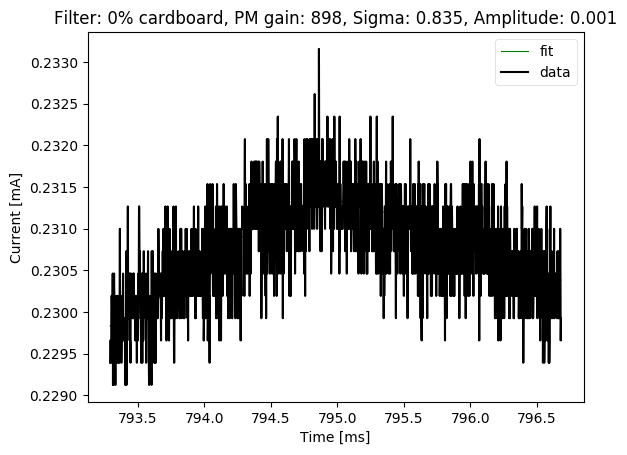 Filter: 0% cardboard, PM gain: 898, Sigma: 0.835, Amplitude: 0.001
fit
data
Current [mA]
0.2330
0.2325
0.2320
0.2315
0.2310
0.2305
0.2300
0.2295
0.2290
793.5 794.0 794.5 795.0 795.5 796.0 796.5
Time [ms]